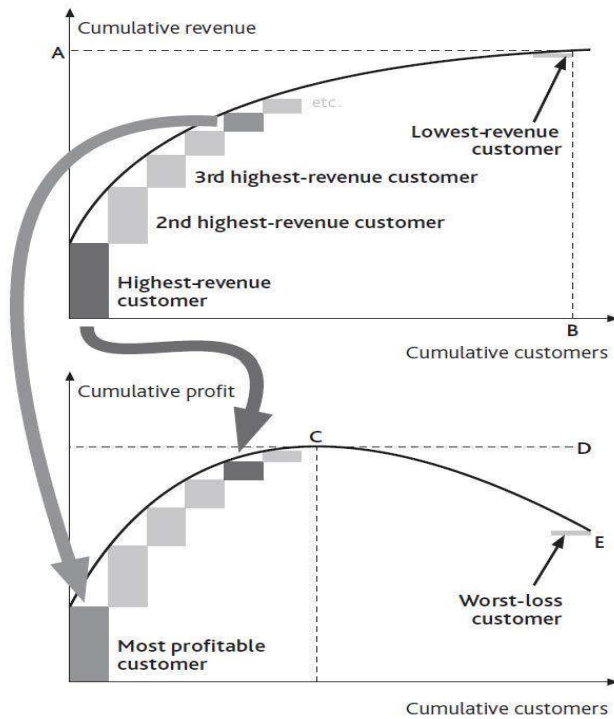 Cumulative revenue
A
etc.
Lowest-revenue
customer
3rd highest-revenue customer
2nd highest-revenue customer
Highest-revenue
customer
B
Cumulative customers
Cumulative profit
C
D
E
Worst-loss
customer
Most profitable
customer
Cumulative customers